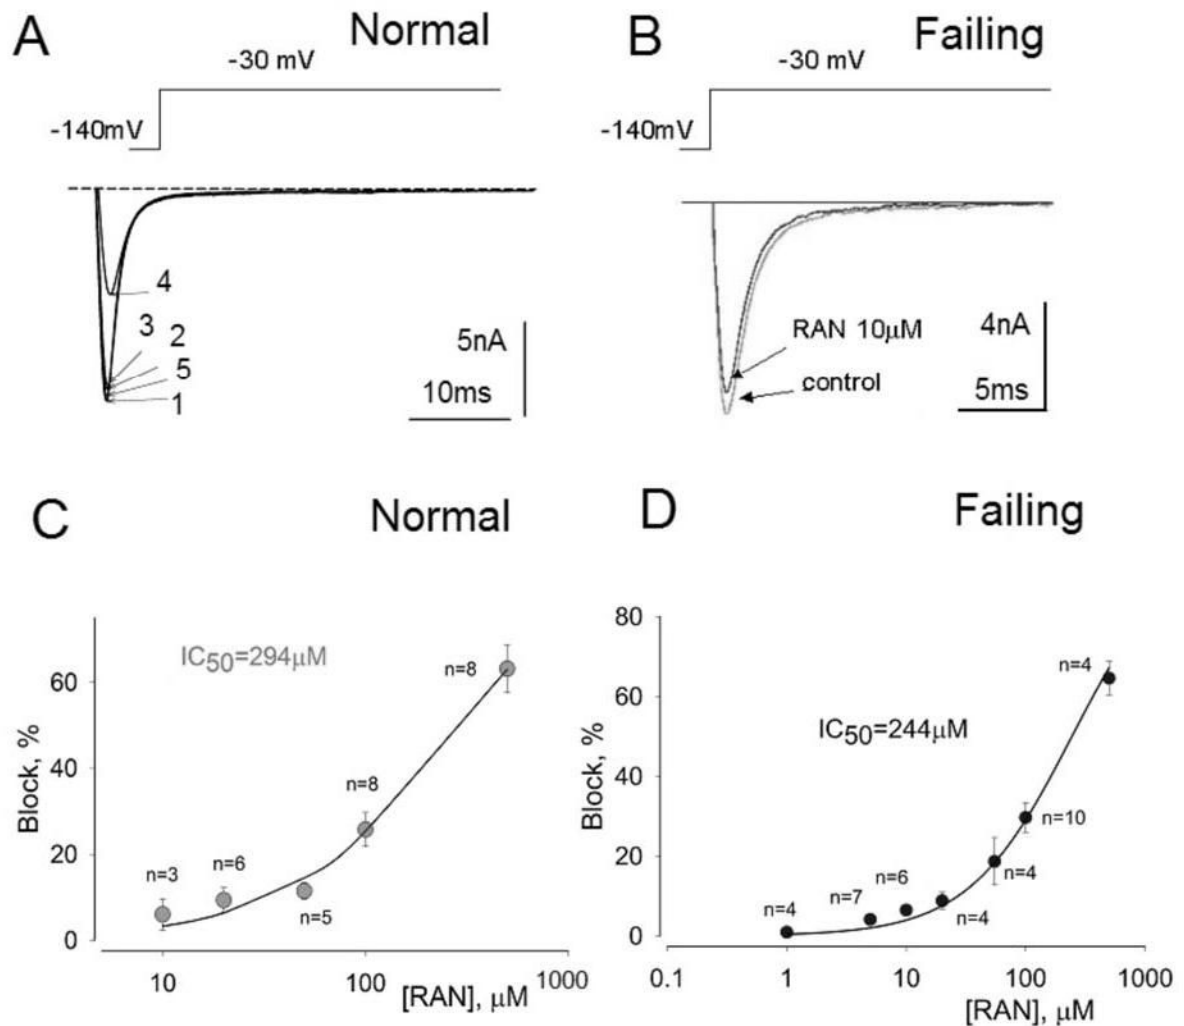 A
Normal
-30 mV
-140mV
4
3
2
5
1
5nA
10ms
B
Failing
-30 mV
-140mV
RAN 10μM
control
4nA
5ms
C
Normal
IC50=294μM
Block, %
60
40
20
0
n=3
n=6
n=5
n=8
n=8
10
100
1000
[RAN], μM
D
Failing
IC50=244μM
Block, %
80
60
40
20
0
n=4
n=7
n=6
n=4
n=4
n=10
n=4
0.1
1
10
100
1000
[RAN], μM